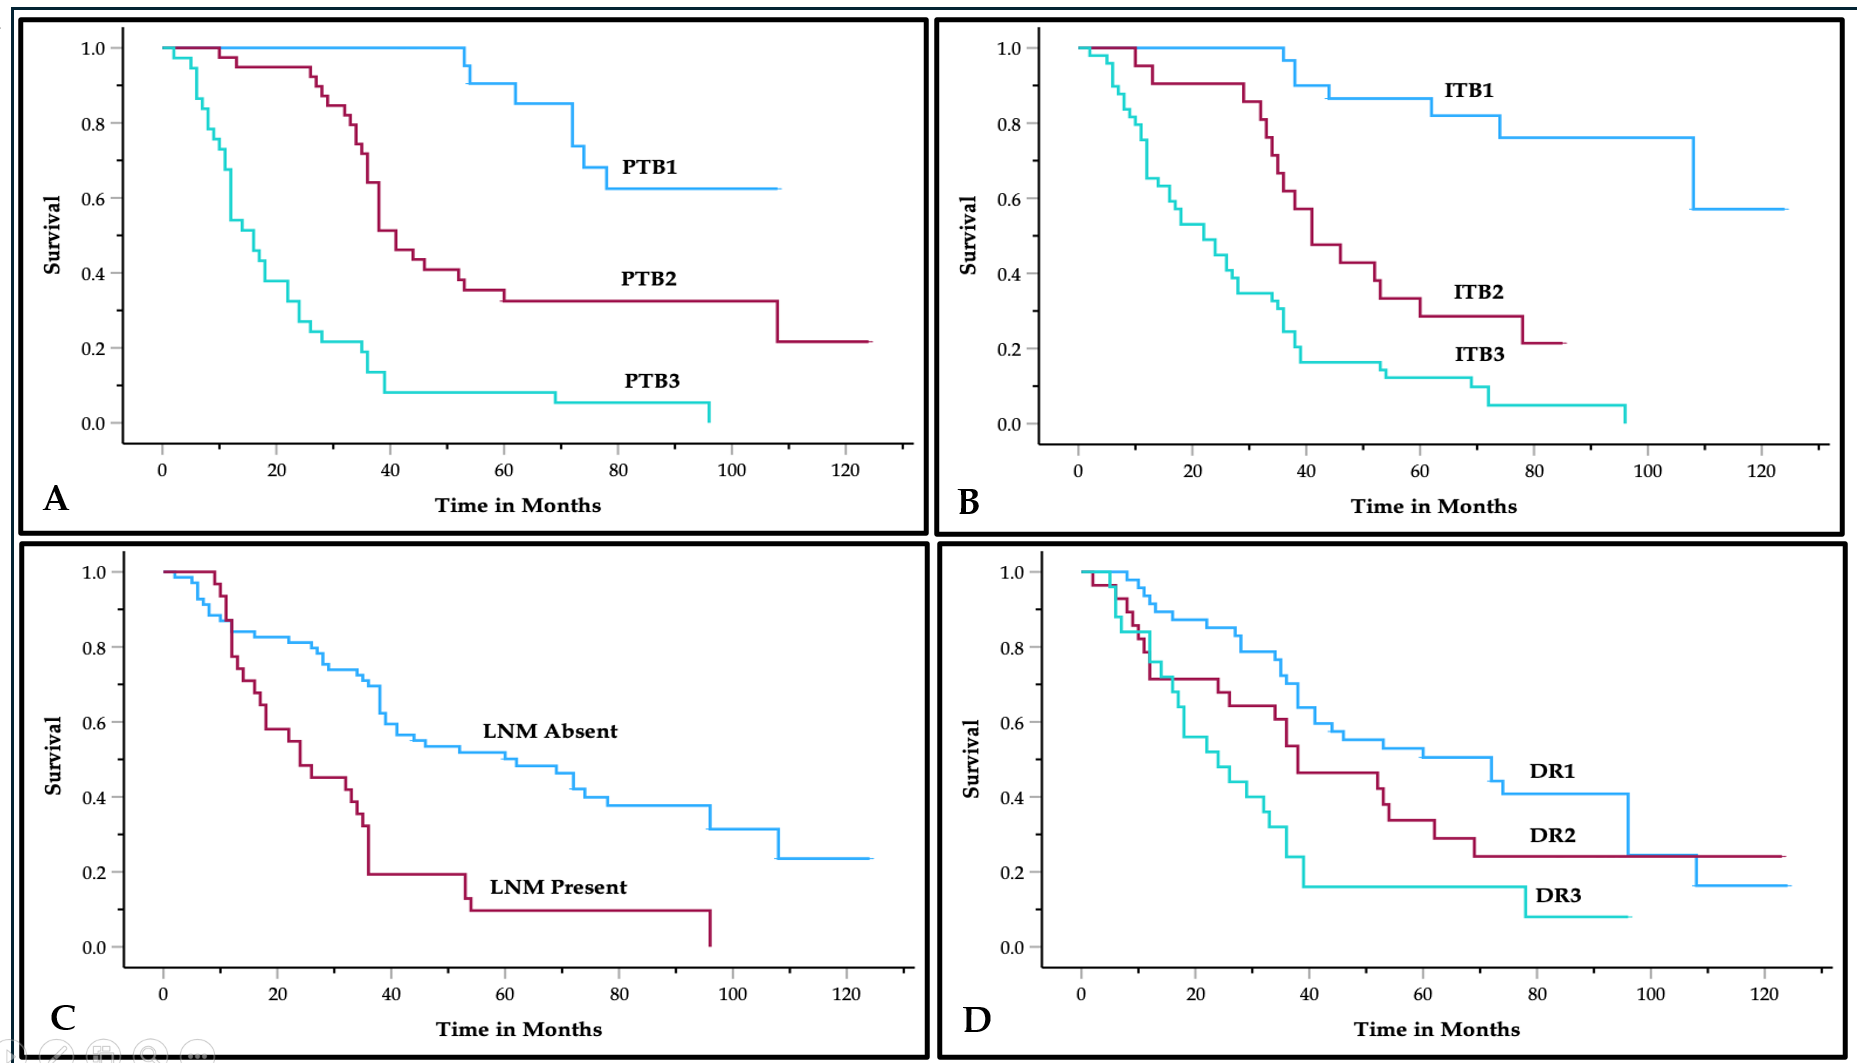 1.0
0.8
0.6
0.4
0.2
0.0
Survival
PTB1
PTB2
PTB3
0 20 40 60 80 100 120
Time in Months
A
1.0
0.8
0.6
0.4
0.2
0.0
Survival
ITB1
ITB2
ITB3
0 20 40 60 80 100 120
Time in Months
B
1.0
0.8
0.6
0.4
0.2
0.0
Survival
LNM Absent
LNM Present
0 20 40 60 80 100 120
Time in Months
C
1.0
0.8
0.6
0.4
0.2
0.0
Survival
DR1
DR2
DR3
0 20 40 60 80 100 120
Time in Months
D